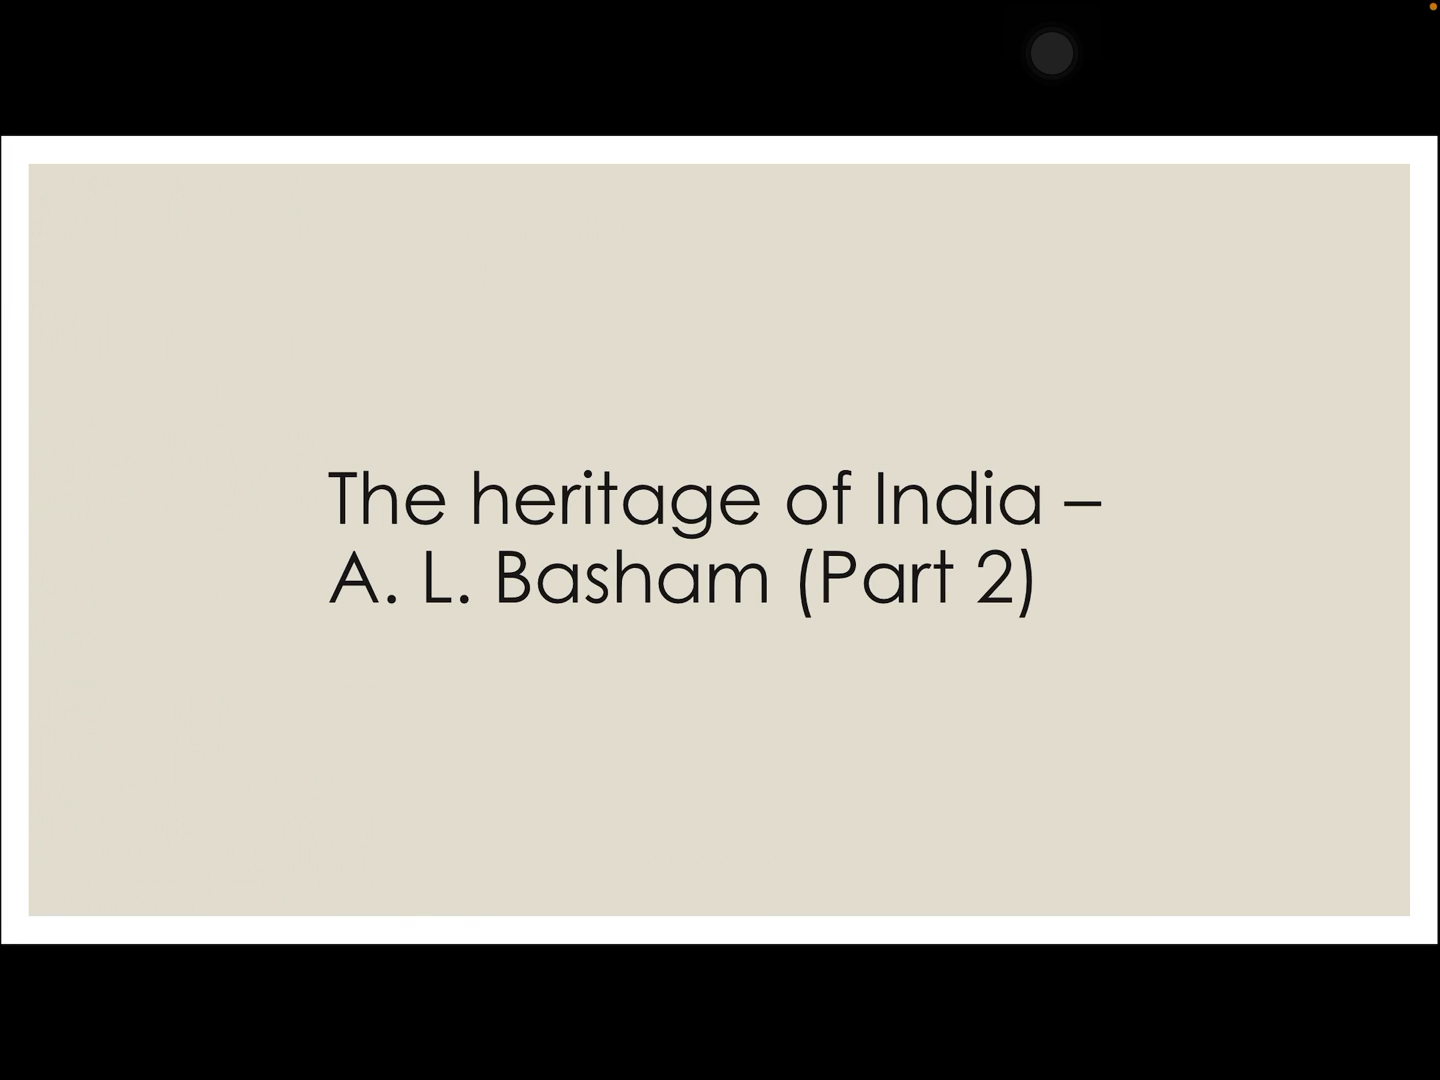 The heritage of India –
A. L. Basham (Part 2)